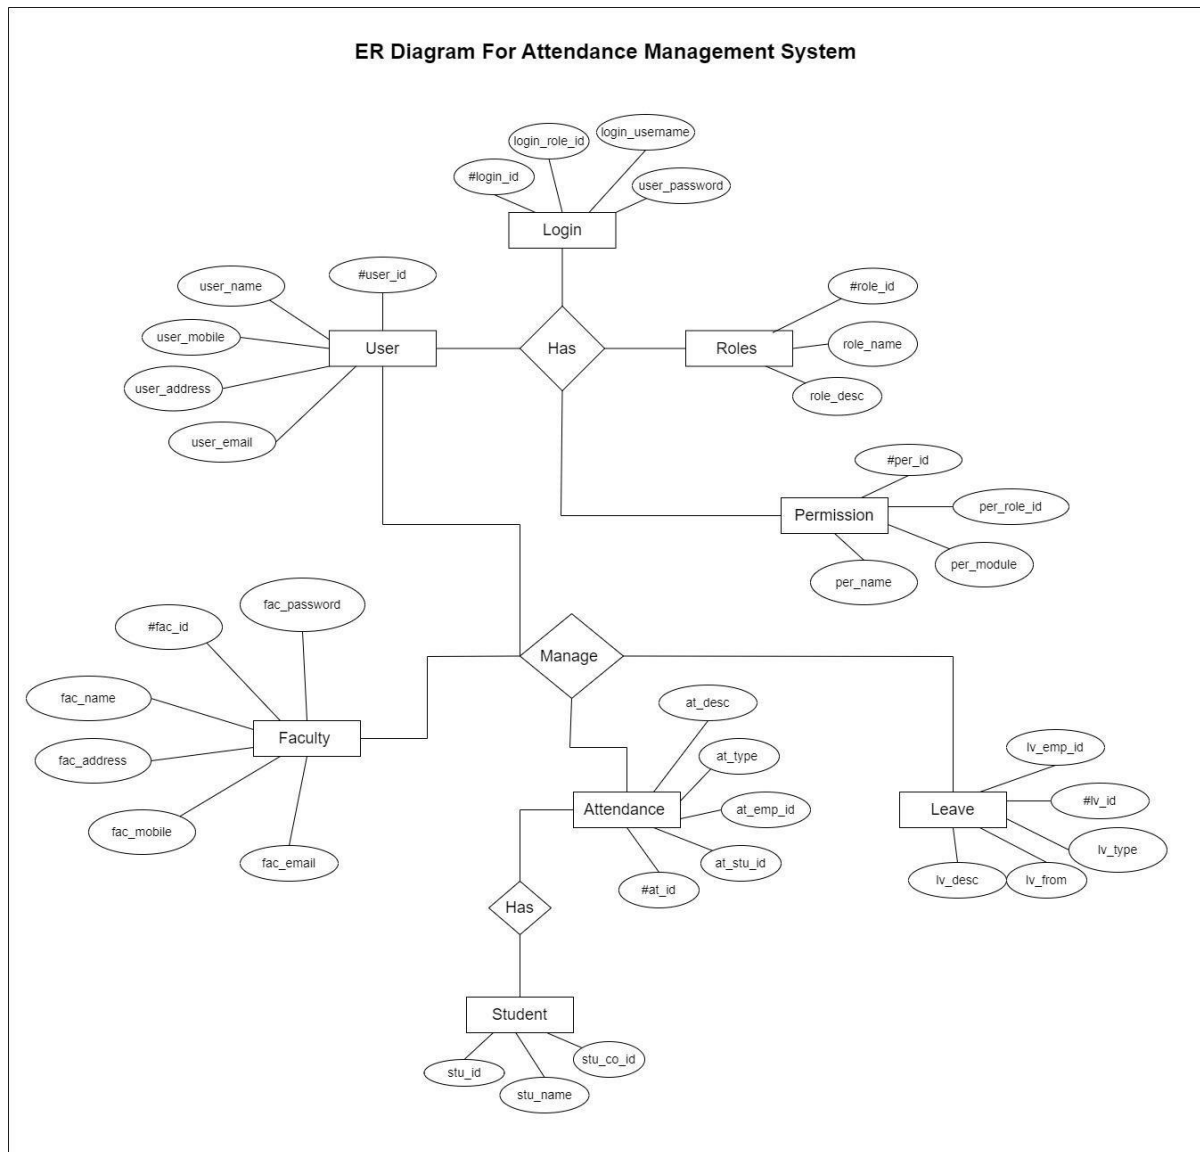 ER Diagram For Attendance Management System
login_role_id
login_username
#login_id
user_password
Login
user_name
#user_id
#role_id
user_mobile
User
Has
Roles
role_name
user_address
role_desc
user_email
#per_id
Permission
per_role_id
per_name
per_module
fac_password
#fac_id
Manage
fac_name
at_desc
Faculty
fac_address
at_type
lv_emp_id
fac_mobile
Attendance
at_emp_id
Leave
#lv_id
fac_email
at_stu_id
lv_type
#at_id
lv_desc
lv_from
Has
Student
stu_id
stu_co_id
stu_name